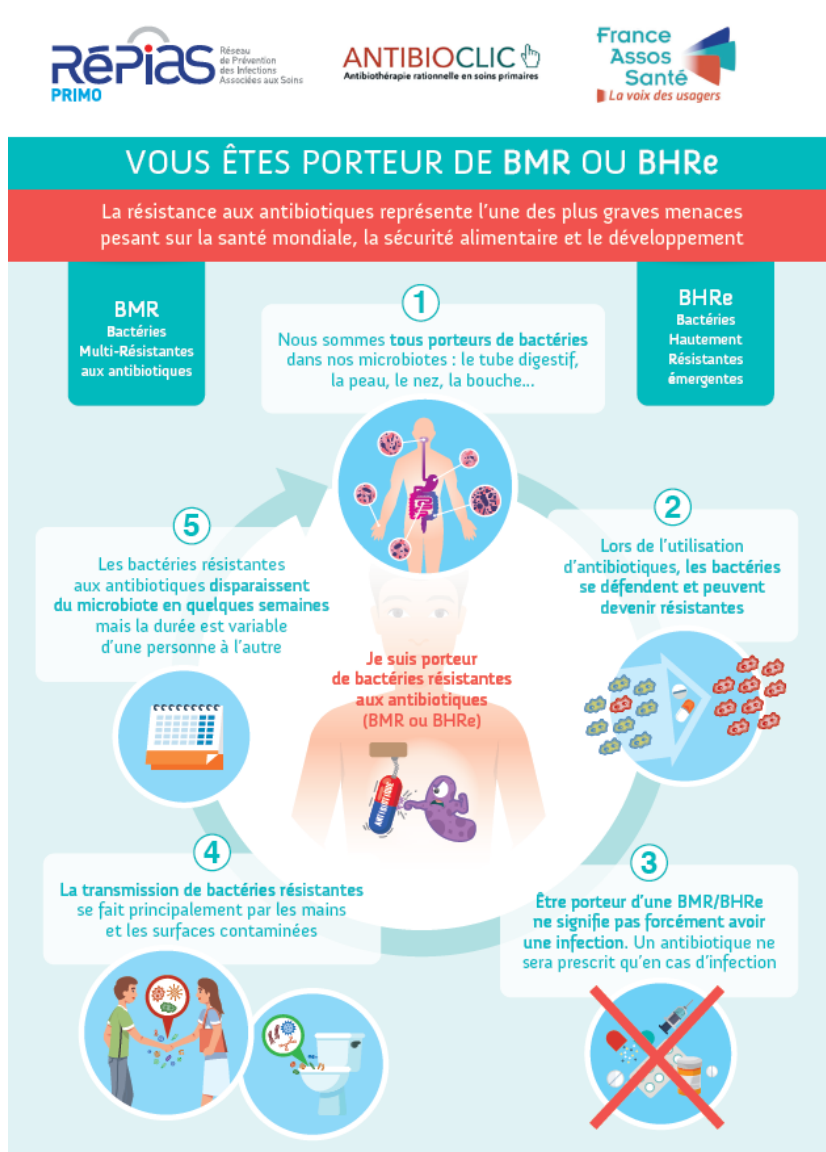 RéPIAS
PRIMO
Réseau
de Prévention
des Infections
Associées aux Soins
ANTIBIOCLIC
Antibiothérapie rationnelle en soins primaires
France
Assos
Santé
La voix des usagers
VOUS ÊTES PORTEUR DE BMR OU BHRe
La résistance aux antibiotiques représente l'une des plus graves menaces
pesant sur la santé mondiale, la sécurité alimentaire et le développement
BMR
Bactéries
Multi-Résistantes
aux antibiotiques
BHRe
Bactéries
Hautement
Résistantes
émergentes
1
Nous sommes tous porteurs de bactéries
dans nos microbiotes : le tube digestif,
la peau, le nez, la bouche...
2
Lors de l'utilisation
d'antibiotiques, les bactéries
se défendent et peuvent
devenir résistantes
5
Les bactéries résistantes
aux antibiotiques disparaissent
du microbiote en quelques semaines
mais la durée est variable
d'une personne à l'autre
Je suis porteur
de bactéries résistantes
aux antibiotiques
(BMR ou BHRe)
ANTIBIOTIQUE
4
La transmission de bactéries résistantes
se fait principalement par les mains
et les surfaces contaminées
3
Être porteur d'une BMR/BHRe
ne signifie pas forcément avoir
une infection. Un antibiotique ne
sera prescrit qu'en cas d'infection